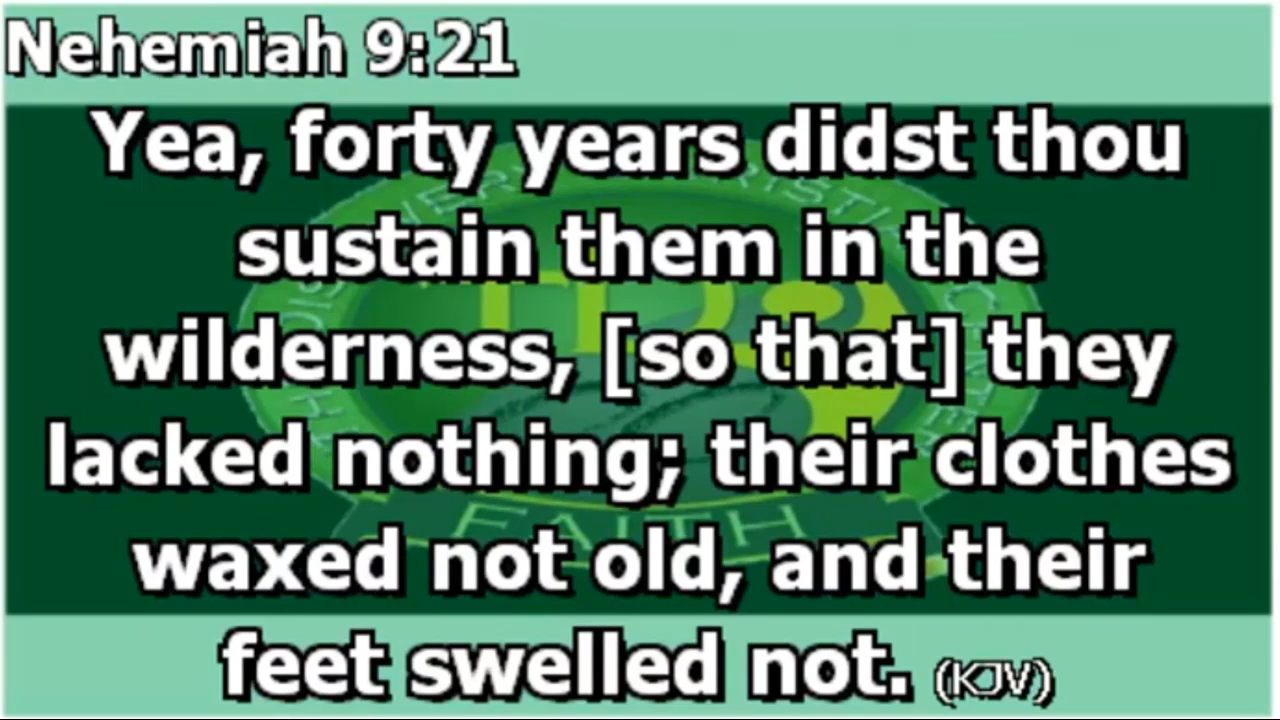 Nehemiah 9:21
Yea, forty years didst thou
sustain them in the
wilderness, [so that] they
lacked nothing; their clothes
waxed not old, and their
feet swelled not. (KJV)
FAITH